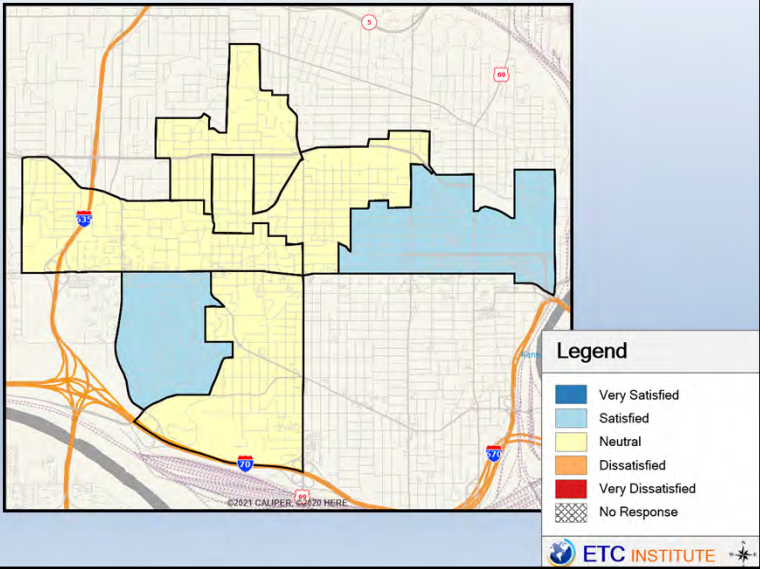 5
69
635
Legend
Very Satisfied
Satisfied
Neutral
Dissatisfied
Very Dissatisfied
No Response
670
70
69
©2021 CALIPER; ©2020 HERE
ETC INSTITUTE